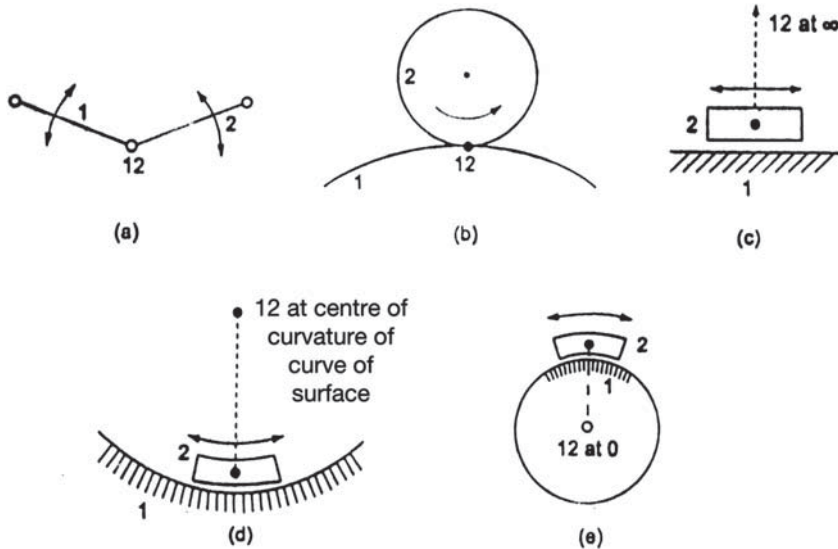 1
2
12
(a)
2
12
1
(b)
12 at ∞
2
1
(c)
12 at centre of
curvature of
curve of
surface
2
1
(d)
2
1
12 at 0
(e)